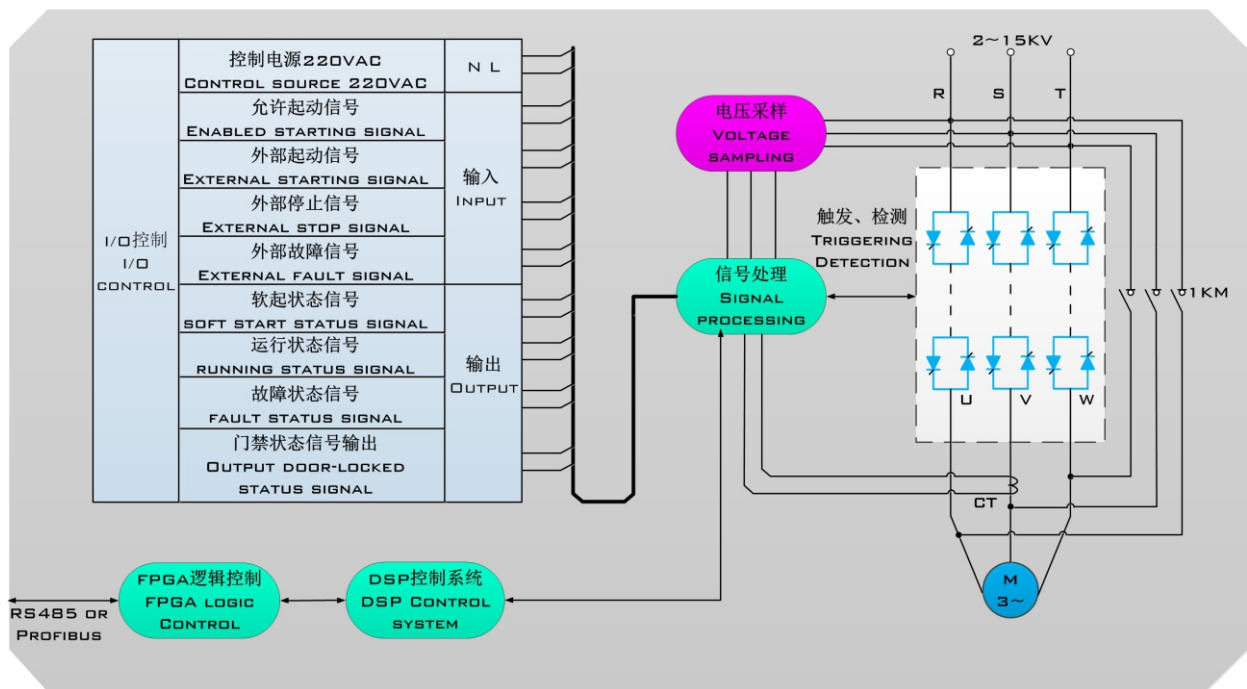 I/O控制
I/O
CONTROL
控制电源220VAC
CONTROL SOURCE 220VAC
N L
允许起动信号
ENABLED STARTING SIGNAL
外部起动信号
EXTERNAL STARTING SIGNAL
外部停止信号
EXTERNAL STOP SIGNAL
外部故障信号
EXTERNAL FAULT SIGNAL
输入
INPUT
软起状态信号
SOFT START STATUS SIGNAL
运行状态信号
RUNNING STATUS SIGNAL
故障状态信号
FAULT STATUS SIGNAL
门禁状态信号输出
OUTPUT DOOR-LOCKED
STATUS SIGNAL
输出
OUTPUT
电压采样
VOLTAGE
SAMPLING
信号处理
SIGNAL
PROCESSING
触发、检测
TRIGGERING
DETECTION
2~15KV
R
S
T
1KM
U
V
W
CT
M
3~
FPGA逻辑控制
FPGA LOGIC
CONTROL
DSP控制系统
DSP CONTROL
SYSTEM
RS485 OR
PROFIBUS